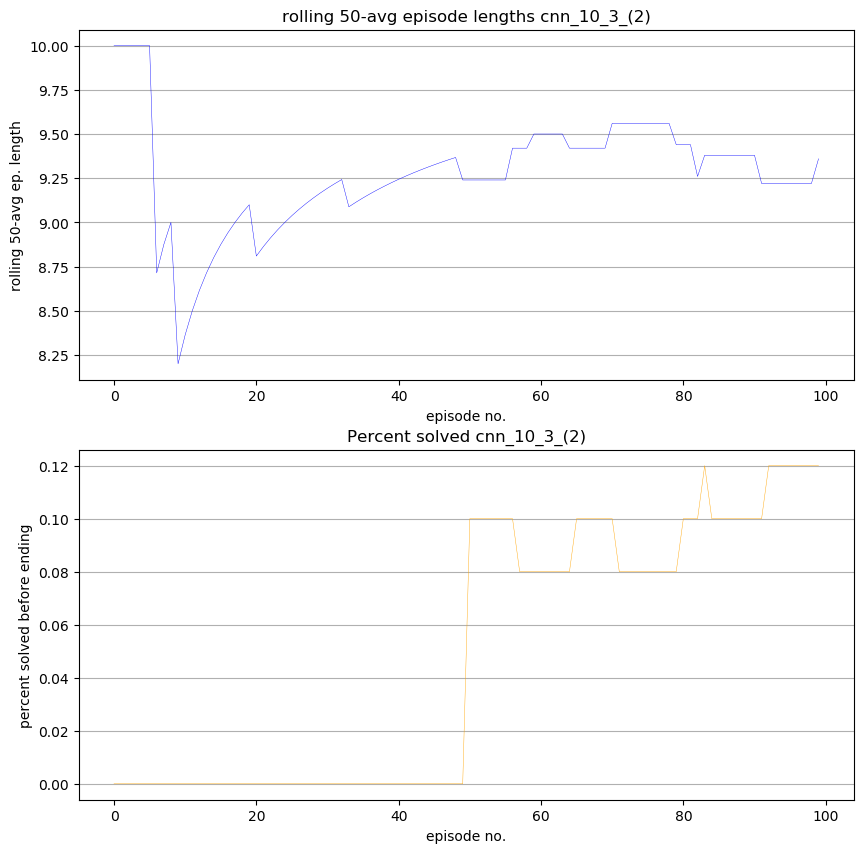 rolling 50-avg episode lengths cnn_10_3_(2)
rolling 50-avg ep. length
10.00
9.75
9.50
9.25
9.00
8.75
8.50
8.25
0 20 40 60 80 100
episode no.
Percent solved cnn_10_3_(2)
percent solved before ending
0.12
0.10
0.08
0.06
0.04
0.02
0.00
0 20 40 60 80 100
episode no.